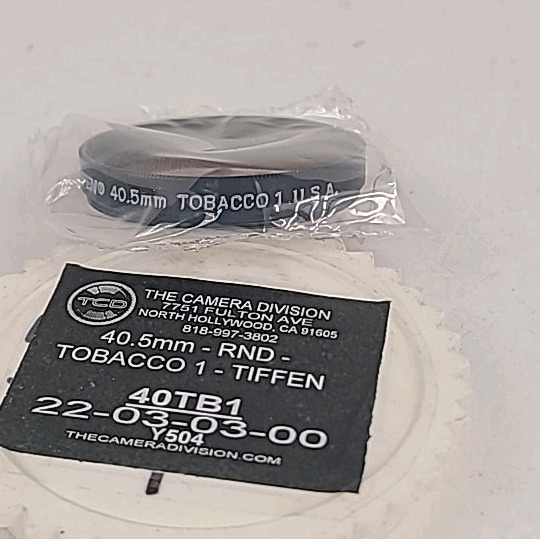 40.5mm TOBACCO 1 U.S.A.
TCD
THE CAMERA DIVISION
7751 FULTON AVE
NORTH HOLLYWOOD, CA 91605
818-997-3802
40.5mm - RND -
TOBACCO 1 - TIFFEN
40TB1
22-03-03-00
Y504
THECAMERADIVISION.COM